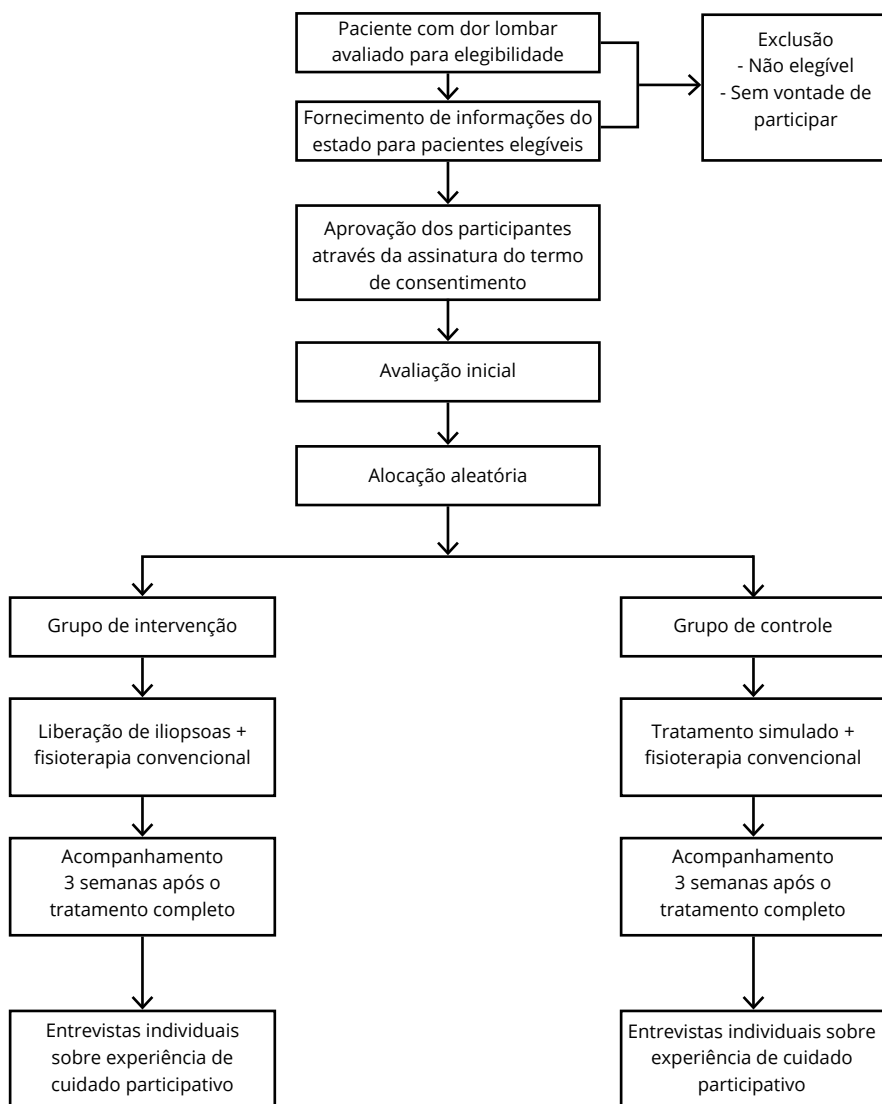 Paciente com dor lombar
avaliado para elegibilidade
Exclusão
- Não elegível
- Sem vontade de
participar
Fornecimento de informações do
estado para pacientes elegíveis
Aprovação dos participantes
através da assinatura do termo
de consentimento
Avaliação inicial
Alocação aleatória
Grupo de intervenção
Grupo de controle
Liberação de iliopsoas +
fisioterapia convencional
Tratamento simulado +
fisioterapia convencional
Acompanhamento
3 semanas após o
tratamento completo
Acompanhamento
3 semanas após o
tratamento completo
Entrevistas individuais
sobre experiência de
cuidado participativo
Entrevistas individuais sobre
experiência de cuidado
participativo